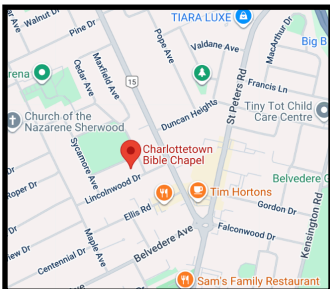 Walnut Dr
Pine Dr
TIARA LUXE
Valdane Ave
MacArthur Dr
Big B
Pope Ave
Maxfield Ave
Cedar Ave
rena
15
Francis Ln
St Peters Rd
Tiny Tot Child
Care Centre
Duncan Heights
Church of the
Nazarene Sherwood
Charlottetown
Bible Chapel
Sycamore Ave
Lincolnwood Dr
Belvedere G
Kensington Rd
Roper Dr
Tim Hortons
Ellis Rd
Gordon Dr
Falconwood Dr
Belvedere Ave
Maple Ave
iew Dr
Centennial Dr
Sam's Family Restaurant